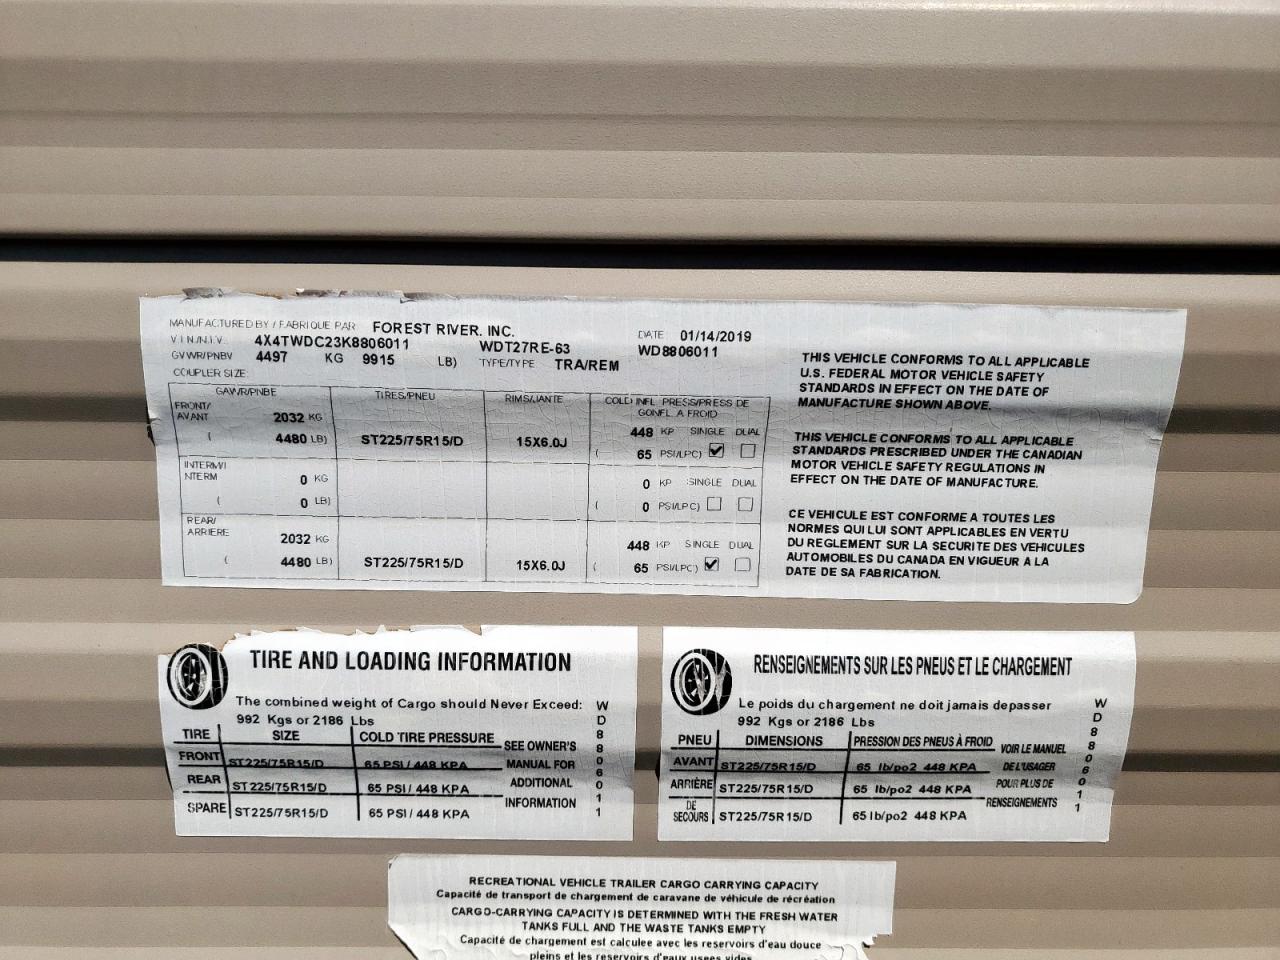 MANUFACTURED BY / FABRIQUE PAR FOREST RIVER, INC. DATE 01/14/2019
V.I.N./N.I.V. 4X4TWDC23K8806011 WDT27RE-63 WD8806011
GVWR/PNBV 4497 KG 9915 LB) TYPE/TYPE TRA/REM
COUPLER SIZE:
GAWR/PNBE TIRES/PNEU RIMS/JANTE COLD INFL. PRESS/PRESS DE
GONFL. A FROID
FRONT/ 2032 KG 448 KP SINGLE DUAL
AVANT
( 4480 LB) ST225/75R15/D 15X6.0J ( 65 PSI/LPC)
INTERM/I
NTERM 0 KG 0 KP SINGLE DUAL
( 0 LB) ( 0 PSI/LPC)
REAR/
ARRIERE 2032 KG 448 KP SINGLE DUAL
( 4480 LB) ST225/75R15/D 15X6.0J ( 65 PSI/LPC)
THIS VEHICLE CONFORMS TO ALL APPLICABLE
U.S. FEDERAL MOTOR VEHICLE SAFETY
STANDARDS IN EFFECT ON THE DATE OF
MANUFACTURE SHOWN ABOVE.
THIS VEHICLE CONFORMS TO ALL APPLICABLE
STANDARDS PRESCRIBED UNDER THE CANADIAN
MOTOR VEHICLE SAFETY REGULATIONS IN
EFFECT ON THE DATE OF MANUFACTURE.
CE VEHICULE EST CONFORME A TOUTES LES
NORMES QUI LUI SONT APPLICABLES EN VERTU
DU REGLEMENT SUR LA SECURITE DES VEHICULES
AUTOMOBILES DU CANADA EN VIGUEUR A LA
DATE DE SA FABRICATION.
TIRE AND LOADING INFORMATION
The combined weight of Cargo should Never Exceed:
992 Kgs or 2186 Lbs
TIRE SIZE COLD TIRE PRESSURE
FRONT ST225/75R15/D 65 PSI / 448 KPA
REAR ST225/75R15/D 65 PSI / 448 KPA
SPARE ST225/75R15/D 65 PSI / 448 KPA
SEE OWNER'S
MANUAL FOR
ADDITIONAL
INFORMATION
WD8806011
RENSEIGNEMENTS SUR LES PNEUS ET LE CHARGEMENT
Le poids du chargement ne doit jamais depasser
992 Kgs or 2186 Lbs
PNEU DIMENSIONS PRESSION DES PNEUS À FROID
AVANT ST225/75R15/D 65 lb/po2 448 KPA
ARRIÈRE ST225/75R15/D 65 lb/po2 448 KPA
DE
SECOURS ST225/75R15/D 65 lb/po2 448 KPA
VOIR LE MANUEL
DE L'USAGER
POUR PLUS DE
RENSEIGNEMENTS
WD8806011
RECREATIONAL VEHICLE TRAILER CARGO CARRYING CAPACITY
Capacité de transport de chargement de caravane de véhicule de récréation
CARGO-CARRYING CAPACITY IS DETERMINED WITH THE FRESH WATER
TANKS FULL AND THE WASTE TANKS EMPTY
Capacité de chargement est calculee avec les reservoirs d'eau douce
pleins et les reservoirs d'eaux usees vides